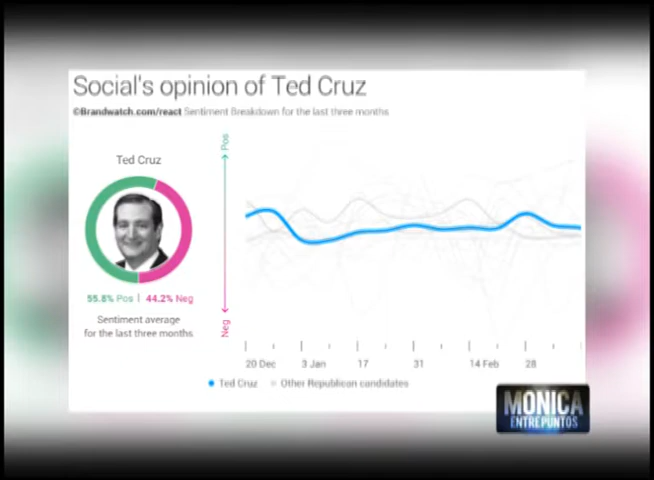 Social's opinion of Ted Cruz
©Brandwatch.com/react Sentiment Breakdown for the last three months
Ted Cruz
Pos
55.8% Pos | 44.2% Neg
Sentiment average
for the last three months
Neg
20 Dec 3 Jan 17 31 14 Feb 28
Ted Cruz Other Republican candidates
MONICA
ENTREPUNTOS